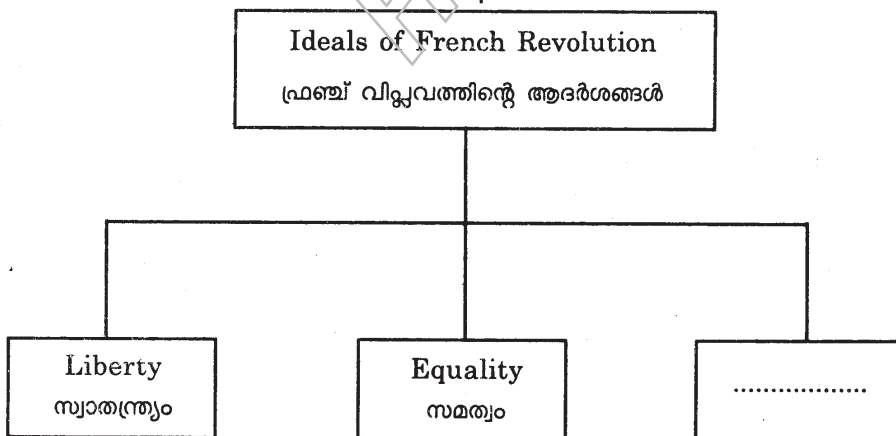 Ideals of French Revolution
ഫ്രഞ്ച് വിപ്ലവത്തിന്റെ ആദർശങ്ങൾ
Liberty
സ്വാതന്ത്ര്യം
Equality
സമത്വം
..................